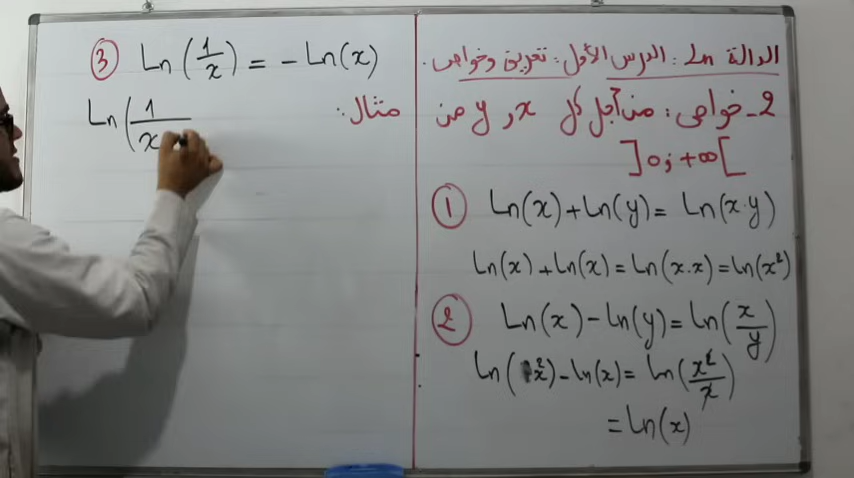 الدالة Ln : الدرس الأول : تعريف وخواص .
2- خواص : من أجل كل x و y من
]0 ; +∞[
① Ln(x) + Ln(y) = Ln(x.y)
Ln(x) + Ln(x) = Ln(x.x) = Ln(x²)
② Ln(x) - Ln(y) = Ln(x/y)
Ln(x²) - Ln(x) = Ln(x²/x)
= Ln(x)
③ Ln(1/x) = - Ln(x)
مثال :
Ln(1/x